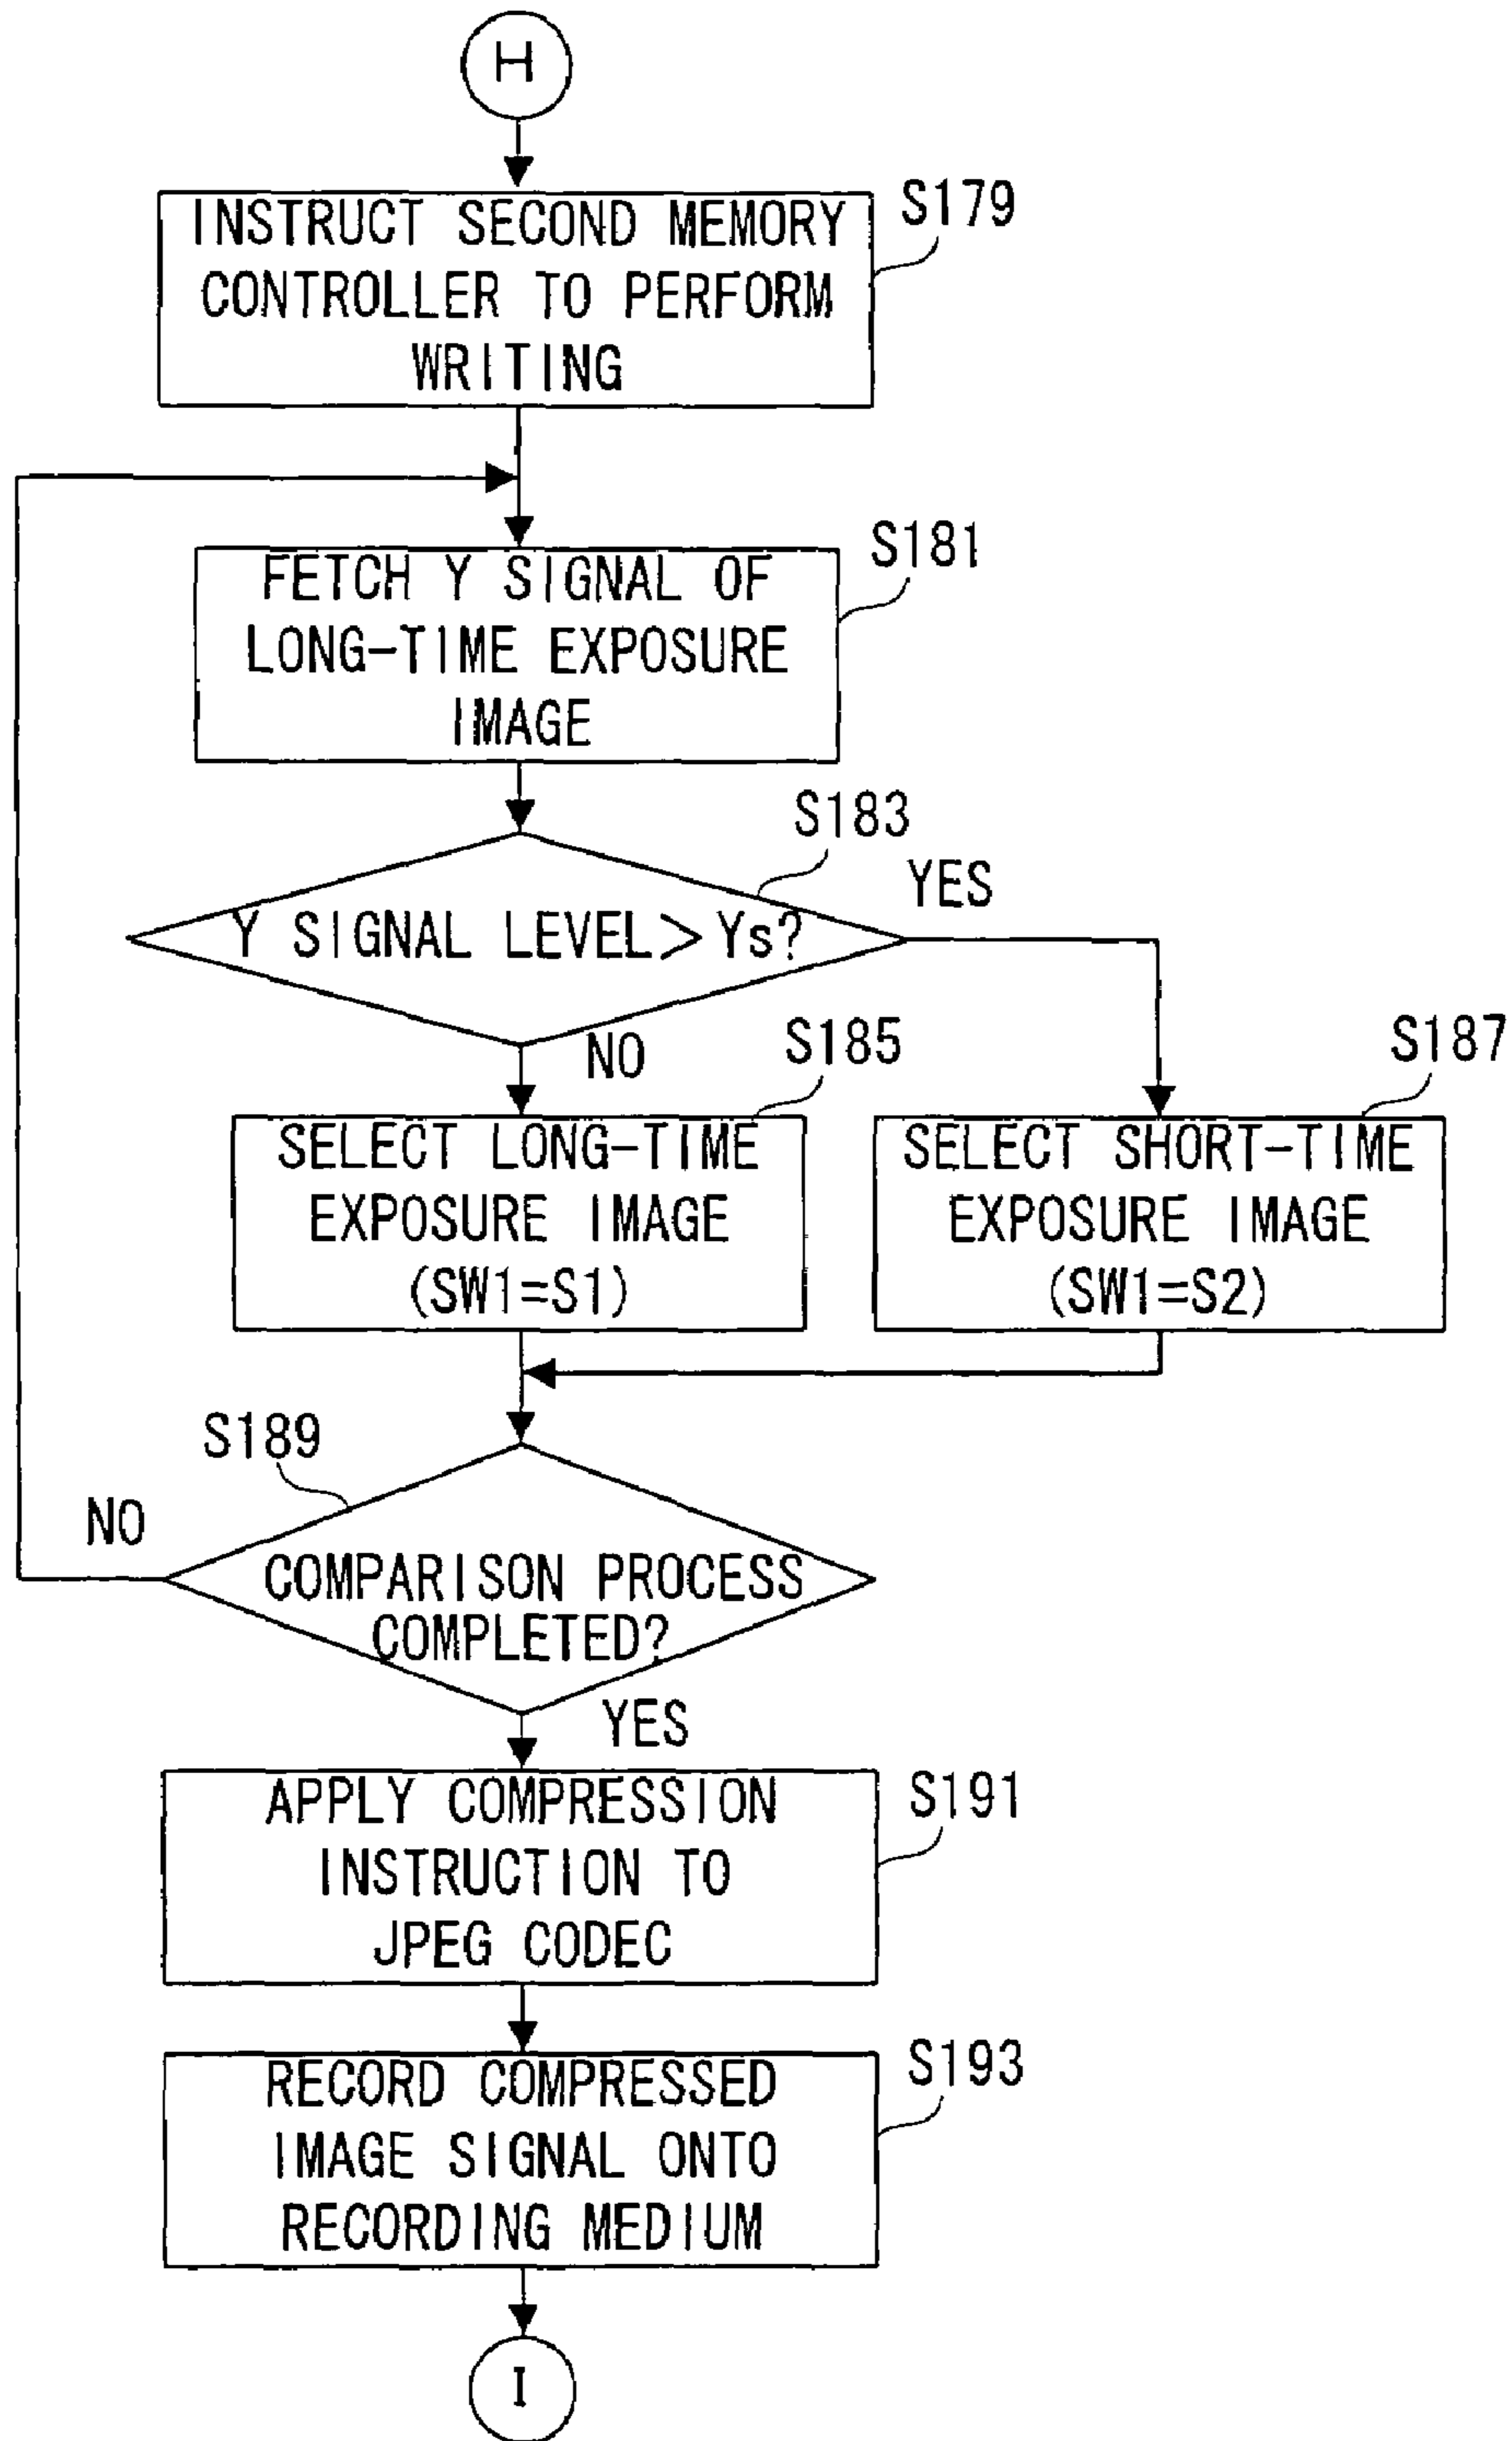 H
INSTRUCT SECOND MEMORY
CONTROLLER TO PERFORM
WRITING
S179
FETCH Y SIGNAL OF
LONG-TIME EXPOSURE
IMAGE
S181
S183
Y SIGNAL LEVEL>Ys?
YES
NO
S185
SELECT LONG-TIME
EXPOSURE IMAGE
(SW1=S1)
S187
SELECT SHORT-TIME
EXPOSURE IMAGE
(SW1=S2)
S189
NO
COMPARISON PROCESS
COMPLETED?
YES
APPLY COMPRESSION
INSTRUCTION TO
JPEG CODEC
S191
RECORD COMPRESSED
IMAGE SIGNAL ONTO
RECORDING MEDIUM
S193
I